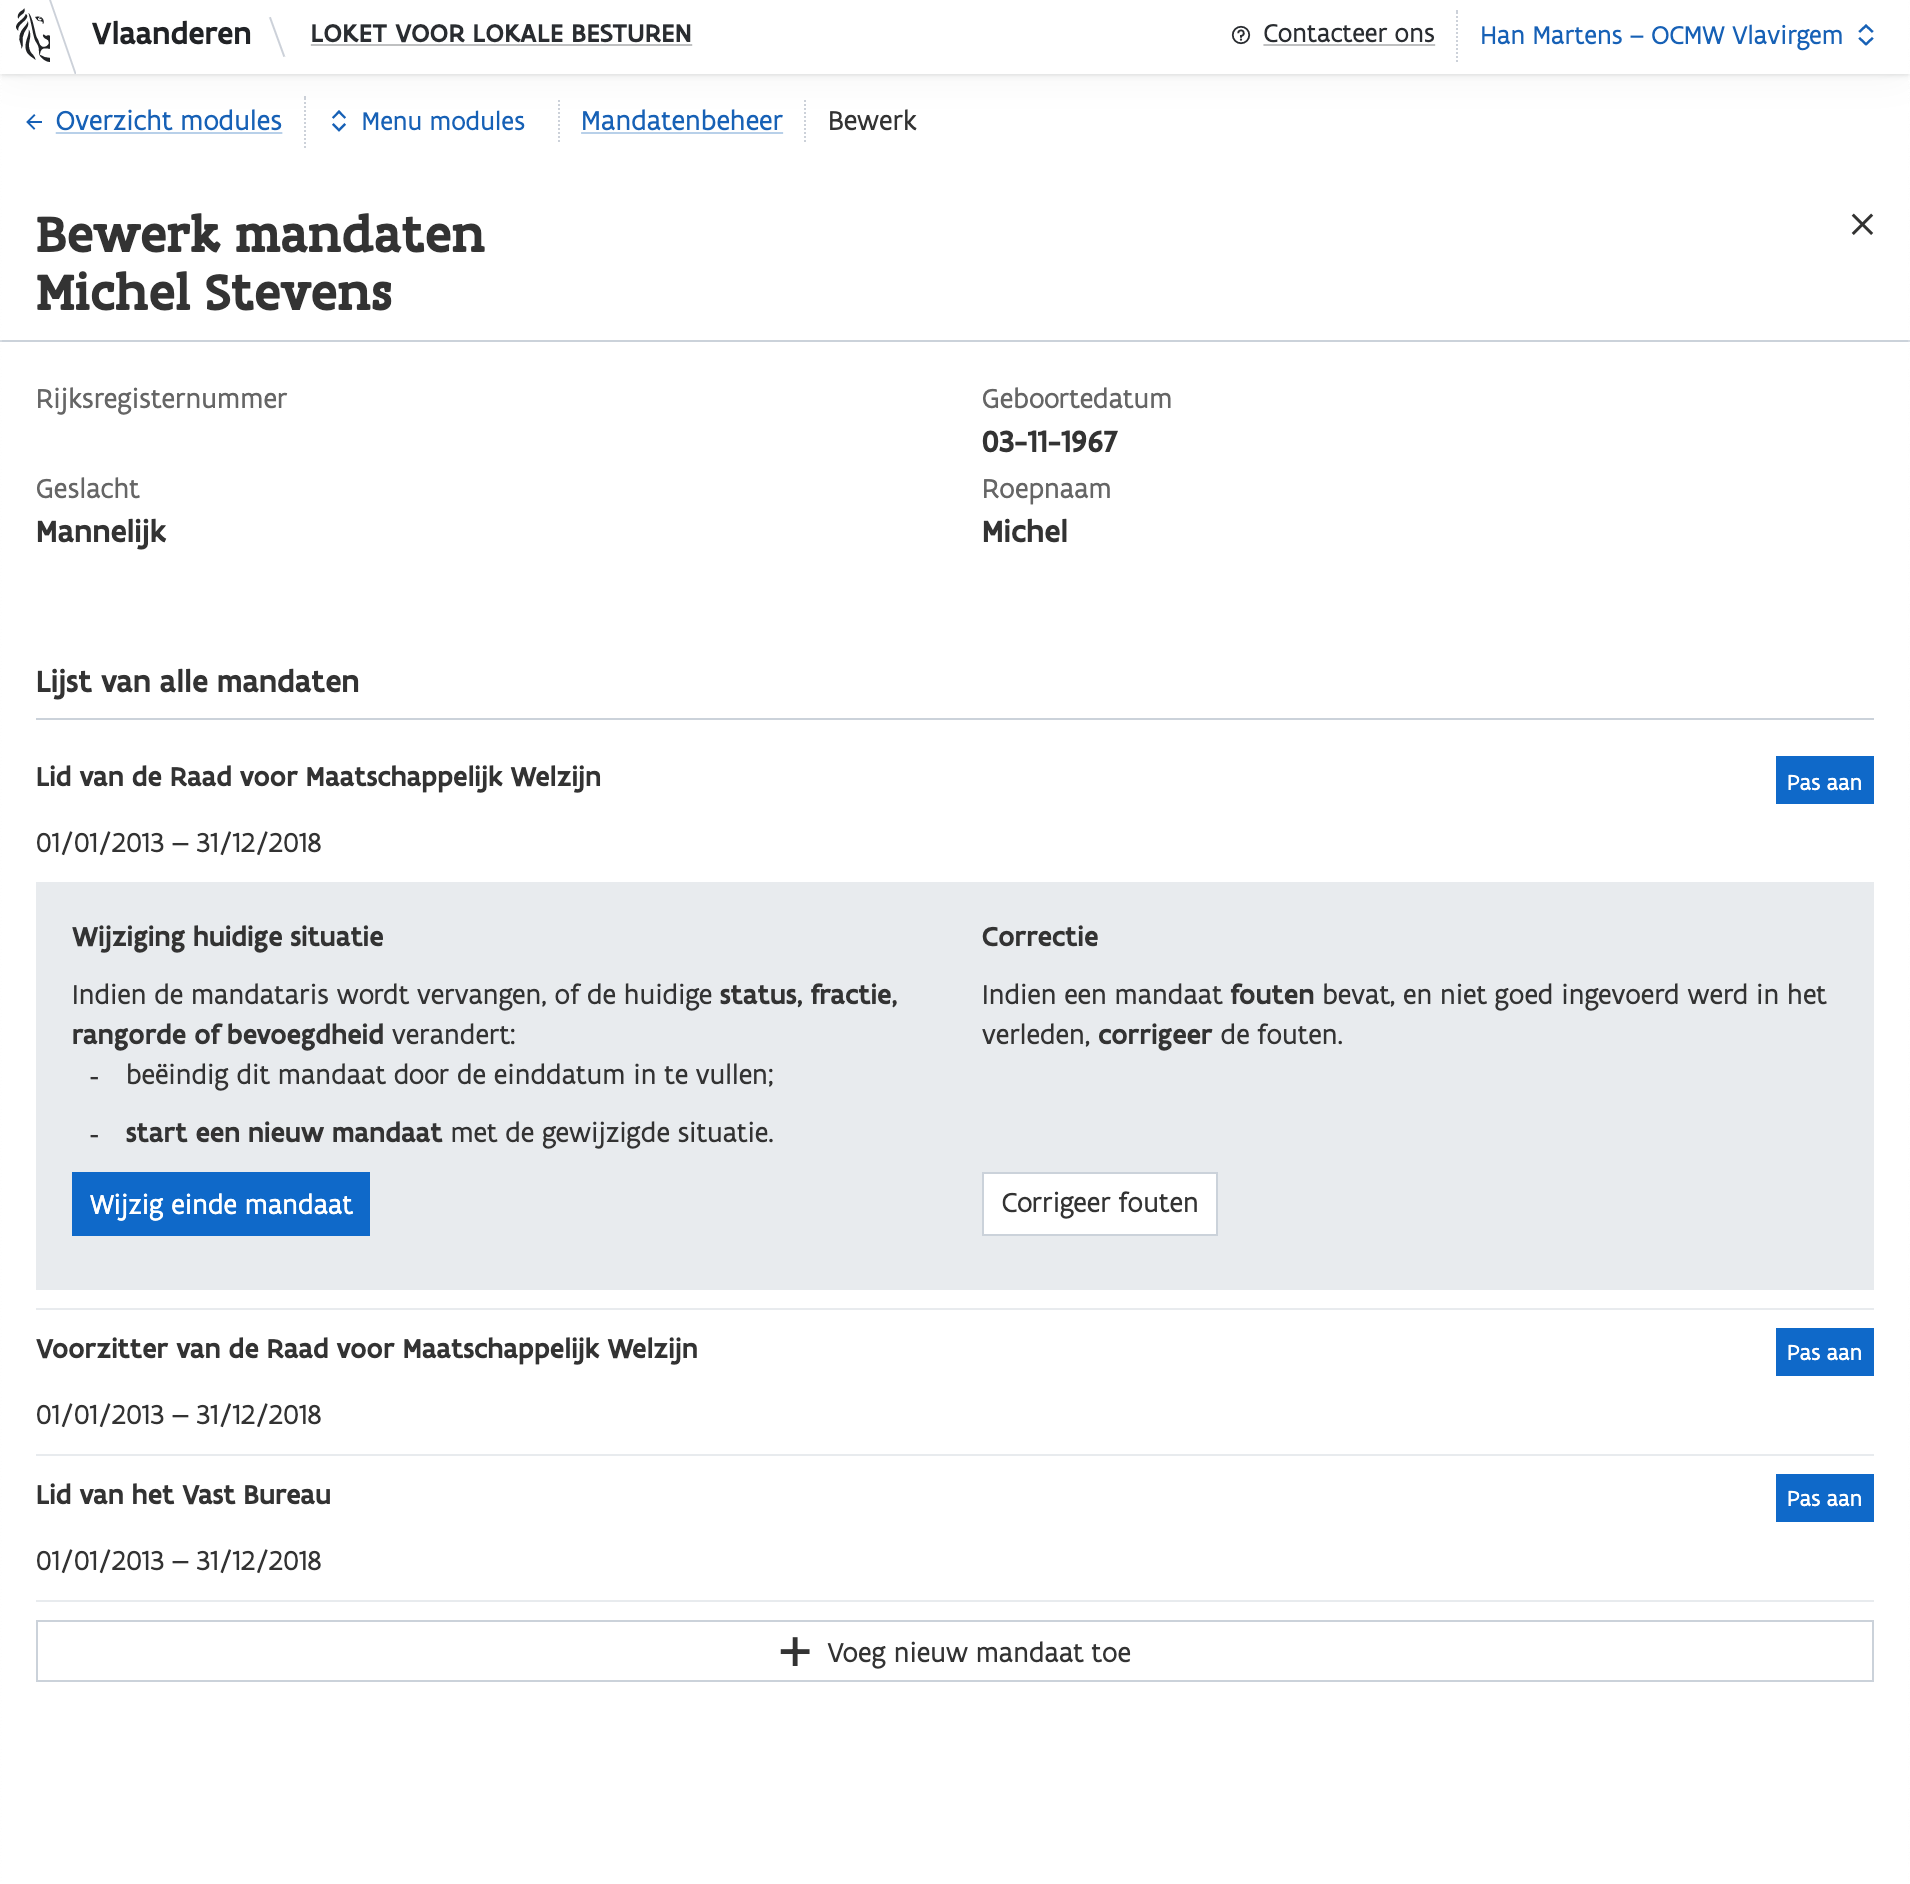 Vlaanderen
LOKET VOOR LOKALE BESTUREN
Contacteer ons
Han Martens – OCMW Vlavirgem
Overzicht modules
Menu modules
Mandatenbeheer
Bewerk
Bewerk mandaten
Michel Stevens
Rijksregisternummer
Geboortedatum
03-11-1967
Geslacht
Mannelijk
Roepnaam
Michel
Lijst van alle mandaten
Lid van de Raad voor Maatschappelijk Welzijn
Pas aan
01/01/2013 – 31/12/2018
Wijziging huidige situatie
Indien de mandataris wordt vervangen, of de huidige status, fractie,
rangorde of bevoegdheid verandert:
- beëindig dit mandaat door de einddatum in te vullen;
- start een nieuw mandaat met de gewijzigde situatie.
Wijzig einde mandaat
Correctie
Indien een mandaat fouten bevat, en niet goed ingevoerd werd in het
verleden, corrigeer de fouten.
Corrigeer fouten
Voorzitter van de Raad voor Maatschappelijk Welzijn
Pas aan
01/01/2013 – 31/12/2018
Lid van het Vast Bureau
Pas aan
01/01/2013 – 31/12/2018
Voeg nieuw mandaat toe